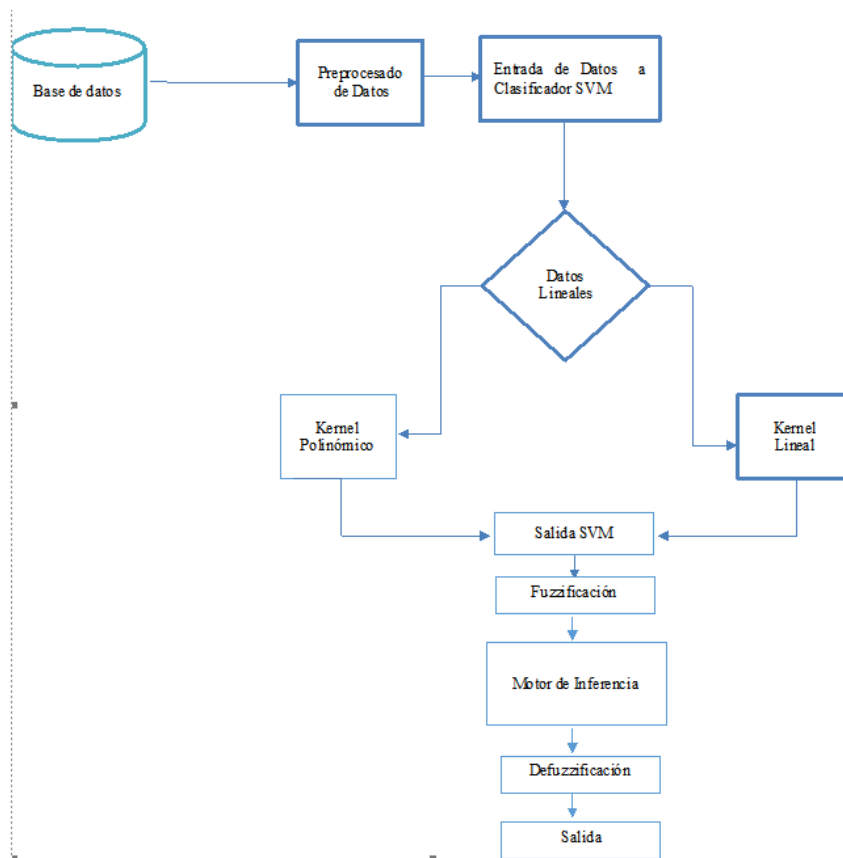 Base de datos
Preprocesado
de Datos
Entrada de Datos a
Clasificador SVM
Datos
Lineales
Kernel
Polinómico
Kernel
Lineal
Salida SVM
Fuzzificación
Motor de Inferencia
Defuzzificación
Salida